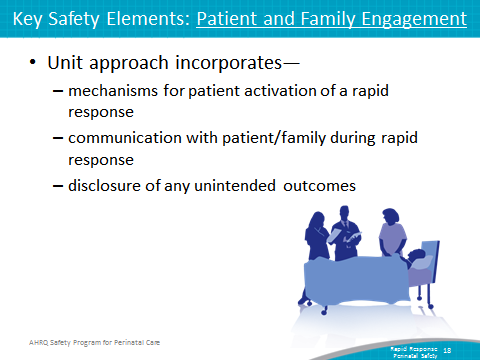 Key Safety Elements: Patient and Family Engagement
• Unit approach incorporates—
– mechanisms for patient activation of a rapid
response
– communication with patient/family during rapid
response
– disclosure of any unintended outcomes
AHRQ Safety Program for Perinatal Care
Rapid Response 18
Perinatal Safety